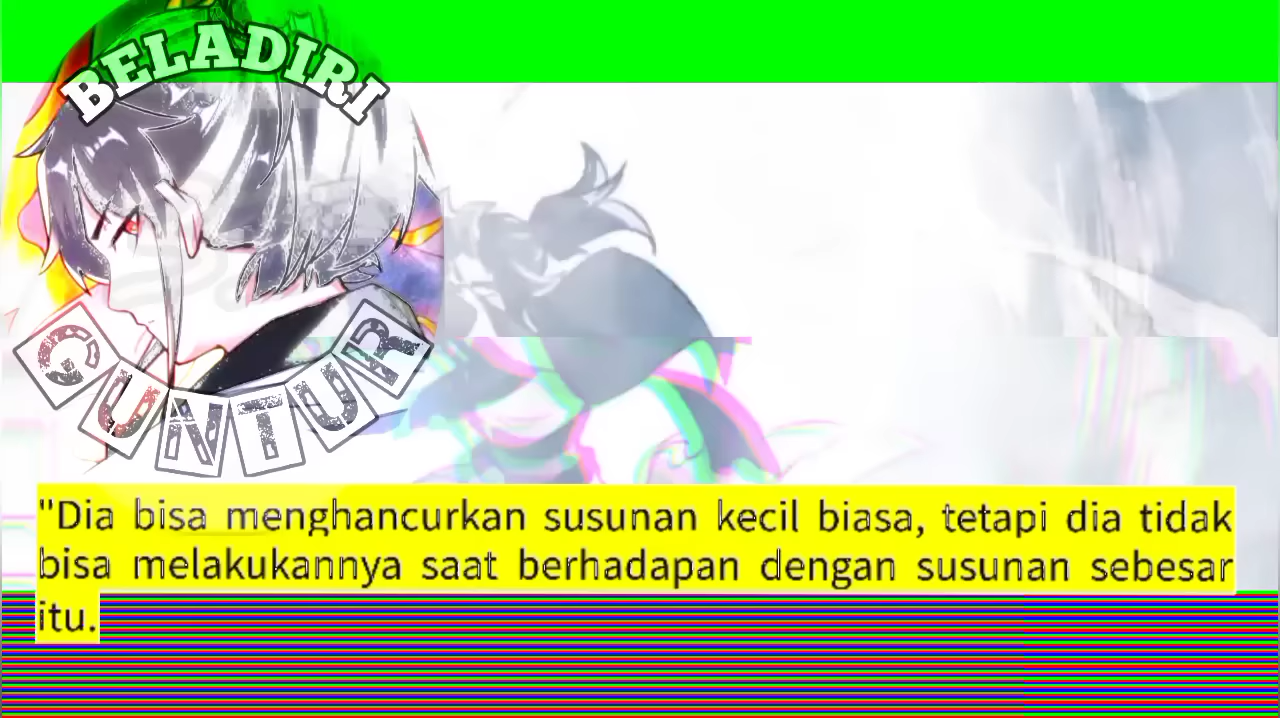 BELADIRI
GUNTUR
"Dia bisa menghancurkan susunan kecil biasa, tetapi dia tidak
bisa melakukannya saat berhadapan dengan susunan sebesar
itu.